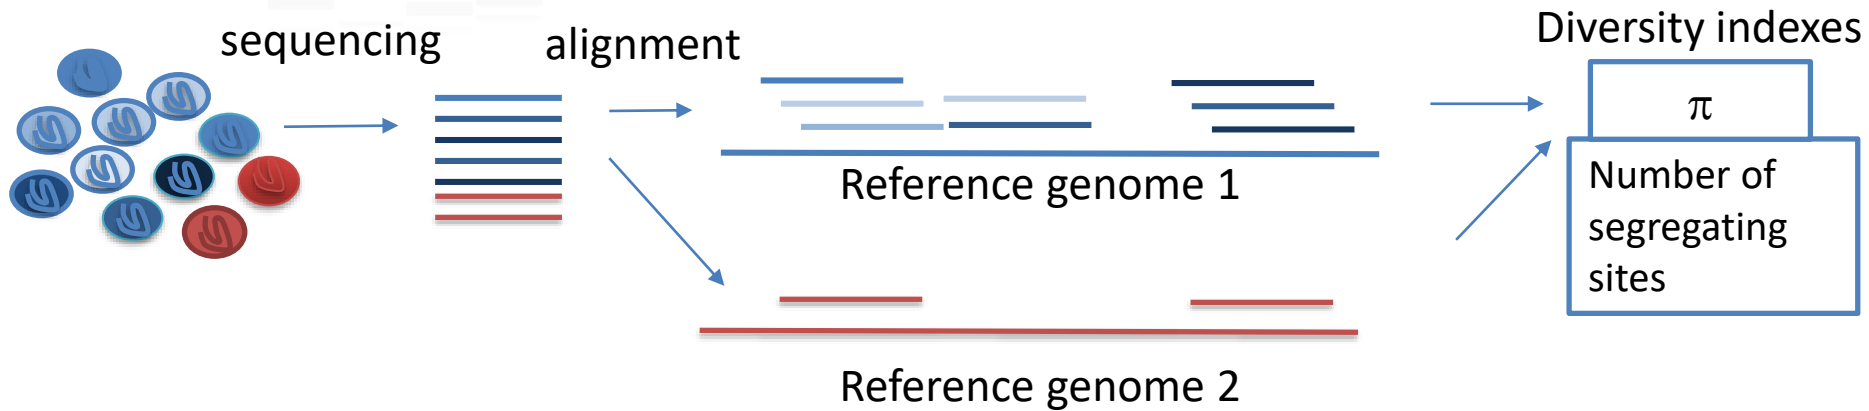 sequencing
alignment
Diversity indexes
π
Reference genome 1
Number of
segregating
sites
Reference genome 2